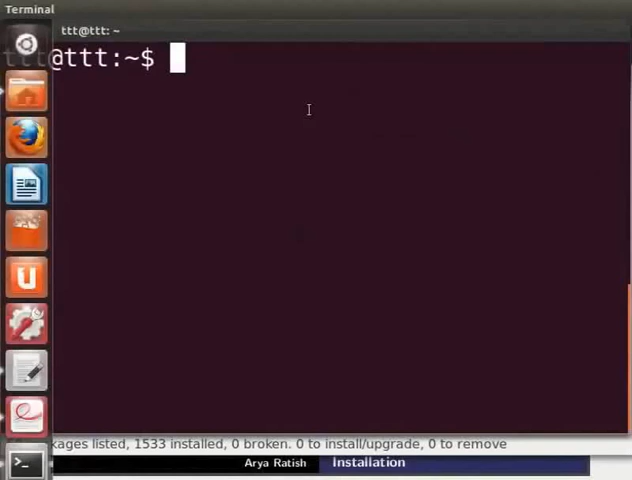 Terminal
ttt@ttt: ~
ttt@ttt:~$
kages listed, 1533 installed, 0 broken. 0 to install/upgrade, 0 to remove
Arya Ratish
Installation